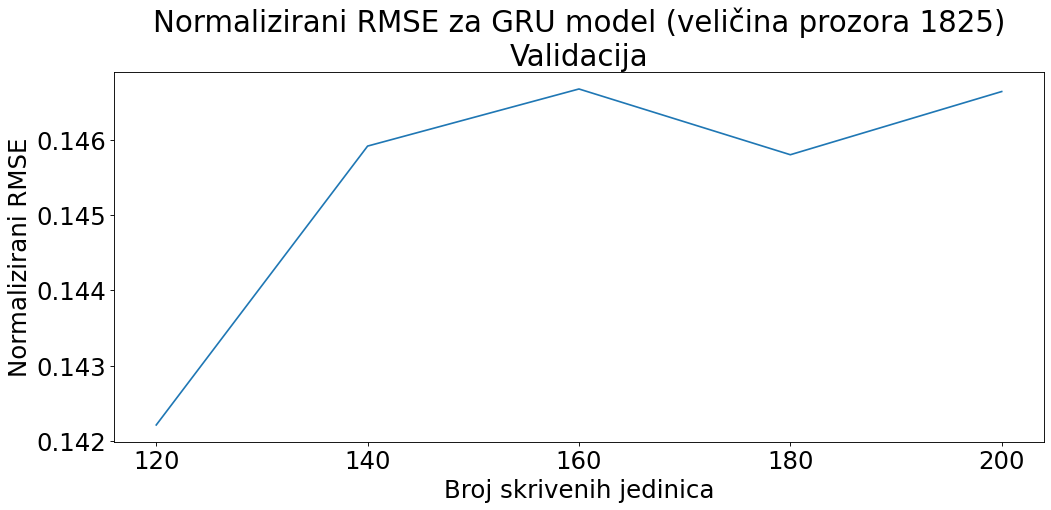 Normalizirani RMSE za GRU model (veličina prozora 1825)
Validacija
Normalizirani RMSE
0.146
0.145
0.144
0.143
0.142
120 140 160 180 200
Broj skrivenih jedinica